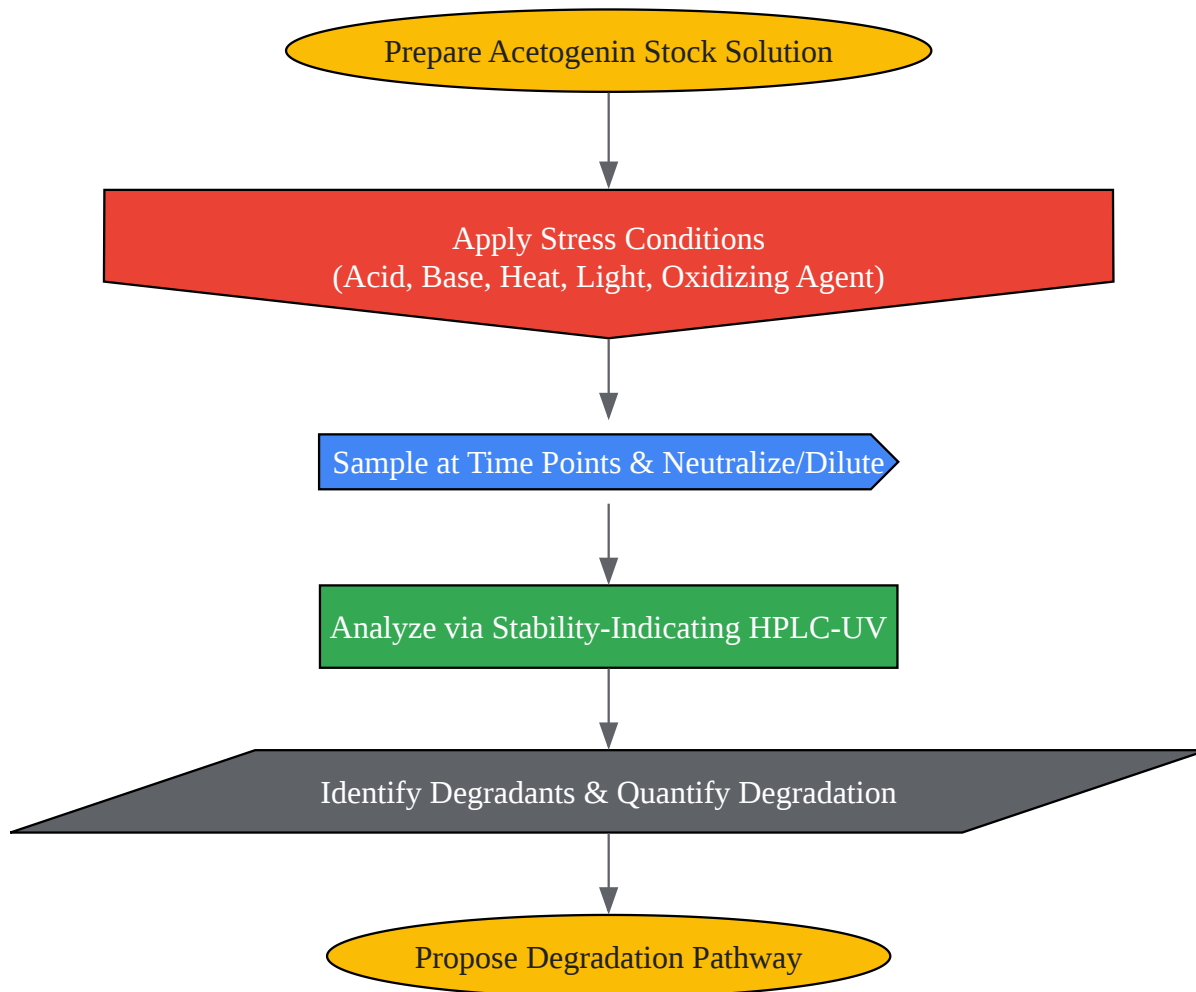 Prepare Acetogenin Stock Solution
Apply Stress Conditions
(Acid, Base, Heat, Light, Oxidizing Agent)
Sample at Time Points & Neutralize/Dilute
Analyze via Stability-Indicating HPLC-UV
Identify Degradants & Quantify Degradation
Propose Degradation Pathway